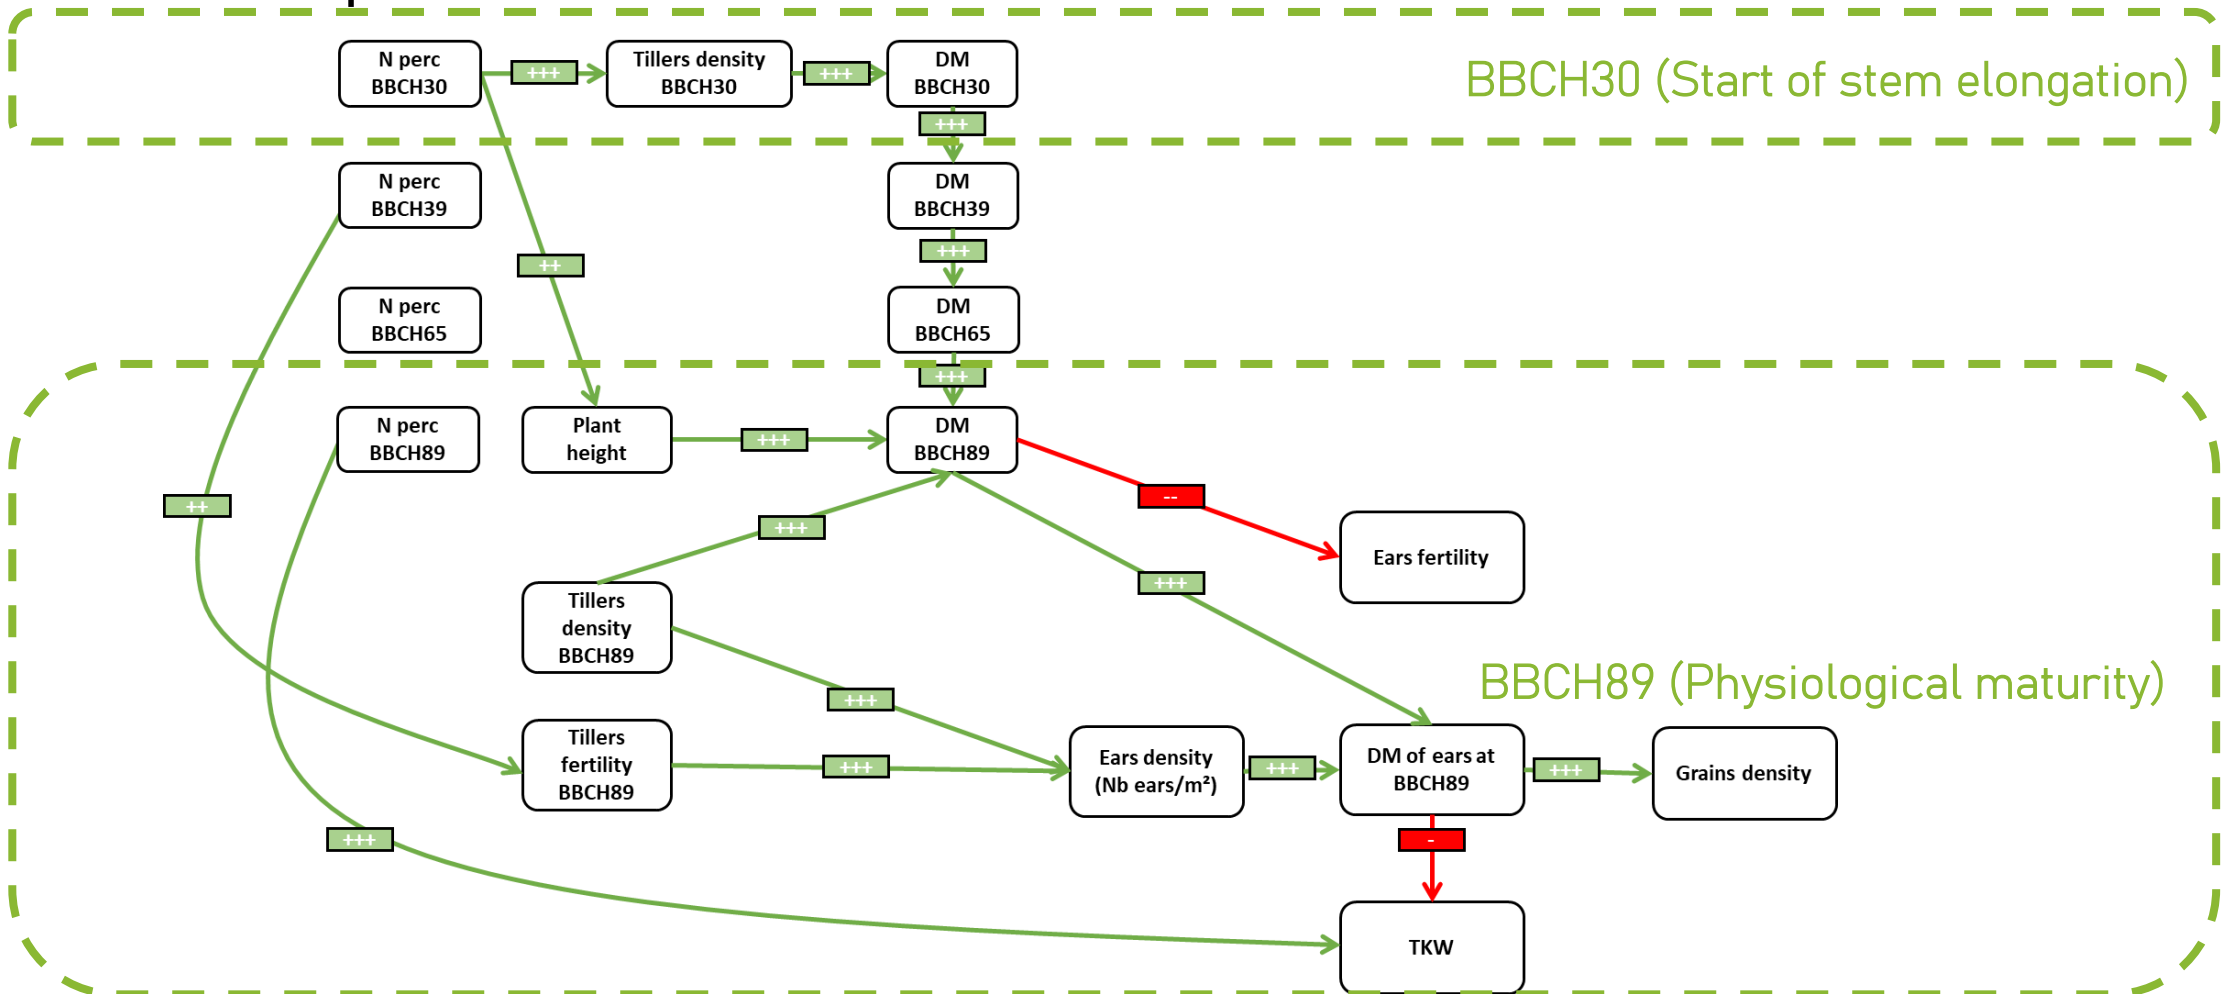 N perc
BBCH30
+++
Tillers density
BBCH30
+++
DM
BBCH30
BBCH30 (Start of stem elongation)
+++
N perc
BBCH39
DM
BBCH39
+++
++
N perc
BBCH65
DM
BBCH65
+++
N perc
BBCH89
Plant
height
+++
DM
BBCH89
--
++
+++
Ears fertility
+++
Tillers
density
BBCH89
+++
BBCH89 (Physiological maturity)
Tillers
fertility
BBCH89
+++
Ears density
(Nb ears/m²)
+++
DM of ears at
BBCH89
+++
Grains density
+++
-
TKW